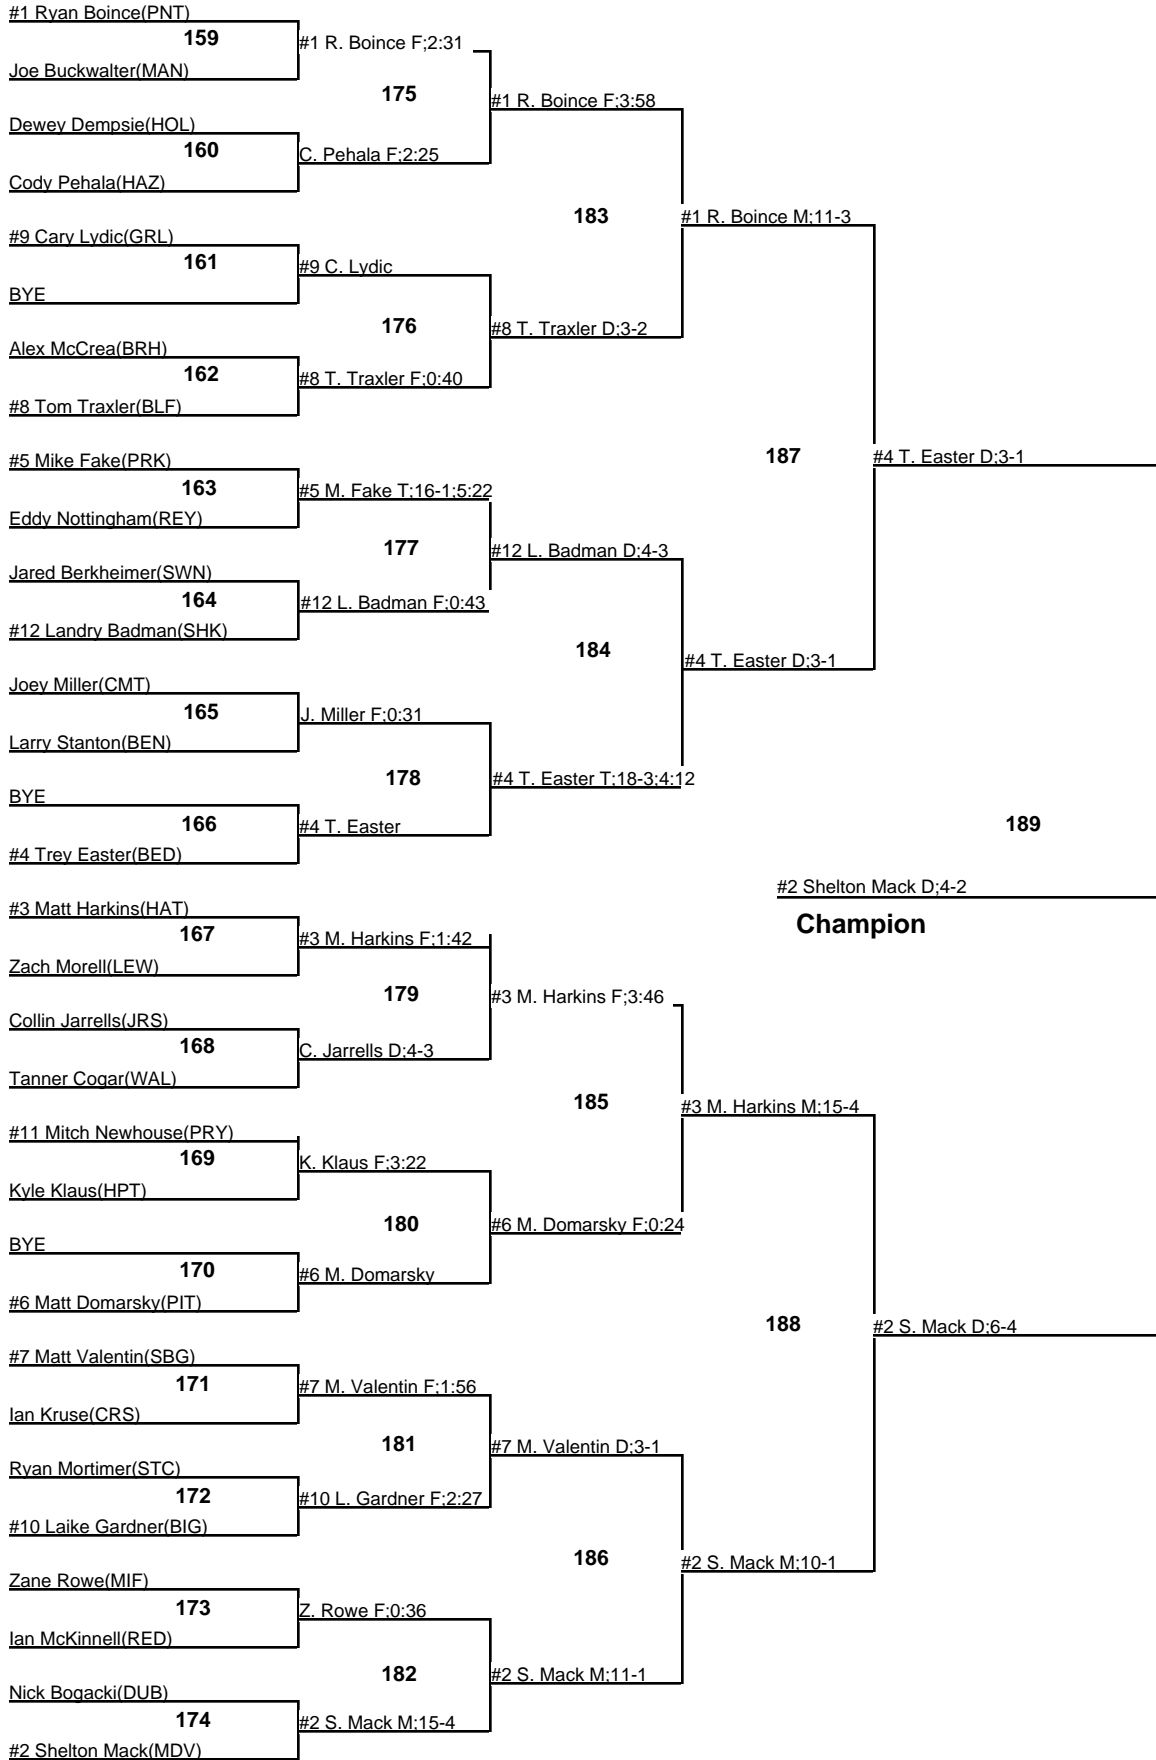 #1 Ryan Boince(PNT)
159
#1 R. Boince F;2:31
Joe Buckwalter(MAN)
175
#1 R. Boince F;3:58
Dewey Dempsie(HOL)
160
C. Pehala F;2:25
Cody Pehala(HAZ)
183
#1 R. Boince M;11-3
#9 Cary Lydic(GRL)
161
#9 C. Lydic
BYE
176
#8 T. Traxler D;3-2
Alex McCrea(BRH)
162
#8 T. Traxler F;0:40
#8 Tom Traxler(BLF)
187
#4 T. Easter D;3-1
#5 Mike Fake(PRK)
163
#5 M. Fake T;16-1;5:22
Eddy Nottingham(REY)
177
#12 L. Badman D;4-3
Jared Berkheimer(SWN)
164
#12 L. Badman F;0:43
#12 Landry Badman(SHK)
184
#4 T. Easter D;3-1
Joey Miller(CMT)
165
J. Miller F;0:31
Larry Stanton(BEN)
178
#4 T. Easter T;18-3;4:12
BYE
166
#4 T. Easter
#4 Trey Easter(BED)
189
#2 Shelton Mack D;4-2
Champion
#3 Matt Harkins(HAT)
167
#3 M. Harkins F;1:42
Zach Morell(LEW)
179
#3 M. Harkins F;3:46
Collin Jarrells(JRS)
168
C. Jarrells D;4-3
Tanner Cogar(WAL)
185
#3 M. Harkins M;15-4
#11 Mitch Newhouse(PRY)
169
K. Klaus F;3:22
Kyle Klaus(HPT)
180
#6 M. Domarsky F;0:24
BYE
170
#6 M. Domarsky
#6 Matt Domarsky(PIT)
188
#2 S. Mack D;6-4
#7 Matt Valentin(SBG)
171
#7 M. Valentin F;1:56
Ian Kruse(CRS)
181
#7 M. Valentin D;3-1
Ryan Mortimer(STC)
172
#10 L. Gardner F;2:27
#10 Laike Gardner(BIG)
186
#2 S. Mack M;10-1
Zane Rowe(MIF)
173
Z. Rowe F;0:36
Ian McKinnell(RED)
182
#2 S. Mack M;11-1
Nick Bogacki(DUB)
174
#2 S. Mack M;15-4
#2 Shelton Mack(MDV)